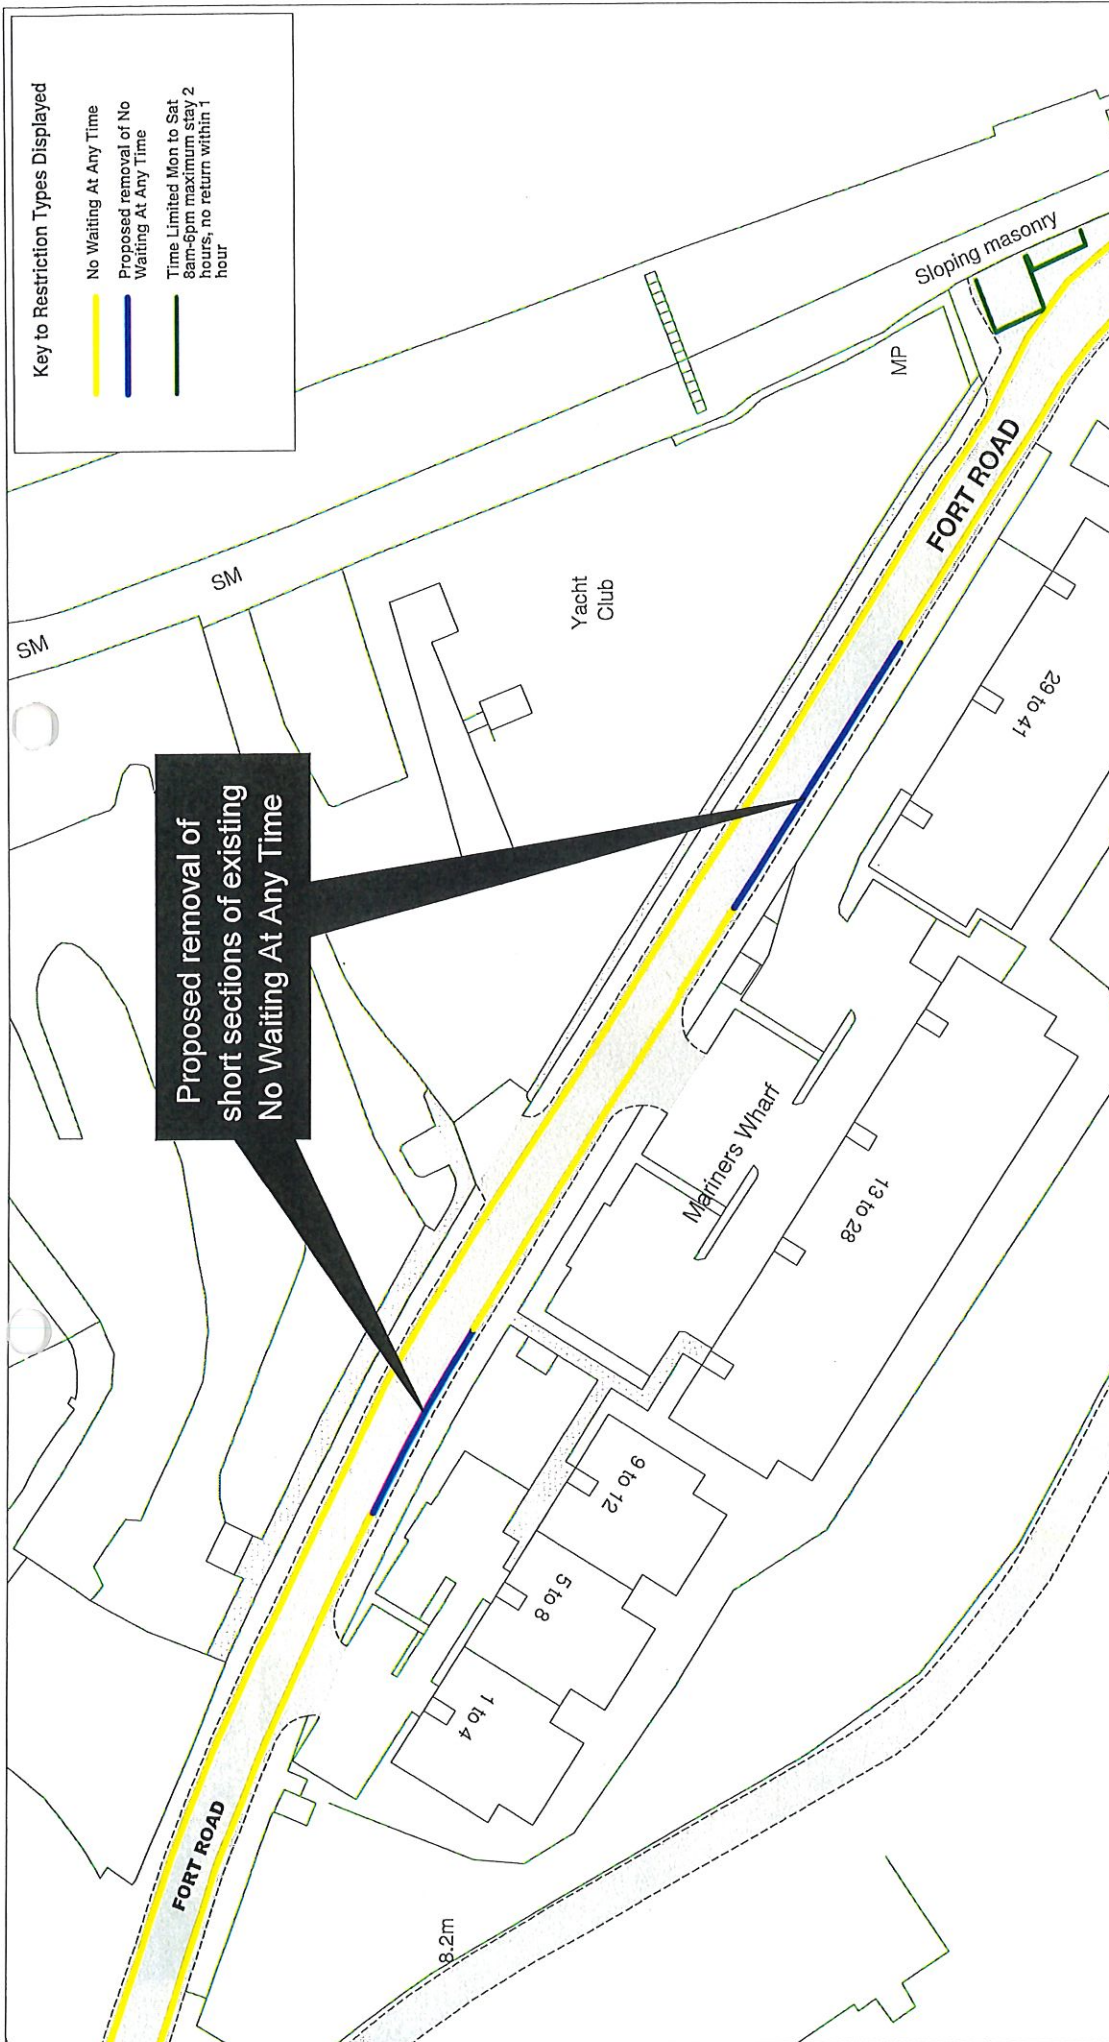 Key to Restriction Types Displayed
No Waiting At Any Time
Proposed removal of No
Waiting At Any Time
Time Limited Mon to Sat
8am-6pm maximum stay 2
hours, no return within 1
hour
Proposed removal of
short sections of existing
No Waiting At Any Time
SM
SM
Yacht
Club
MP
Sloping masonry
FORT ROAD
29 to 41
Mariners Wharf
13 to 28
9 to 12
5 to 8
1 to 4
FORT ROAD
8.2m